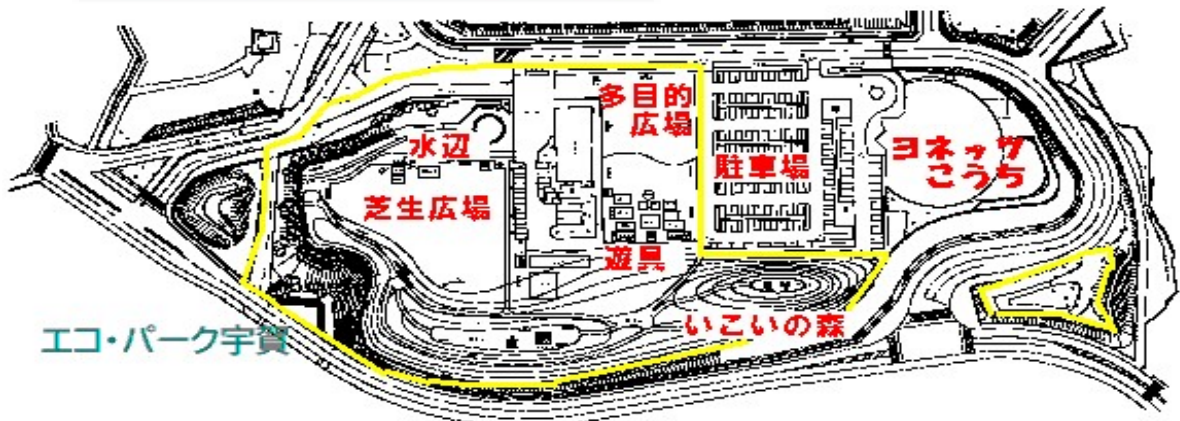 多目的
広場
水辺
駐車場
ヨネッツ
こうち
芝生広場
遊具
いこいの森
エコ・パーク宇賀